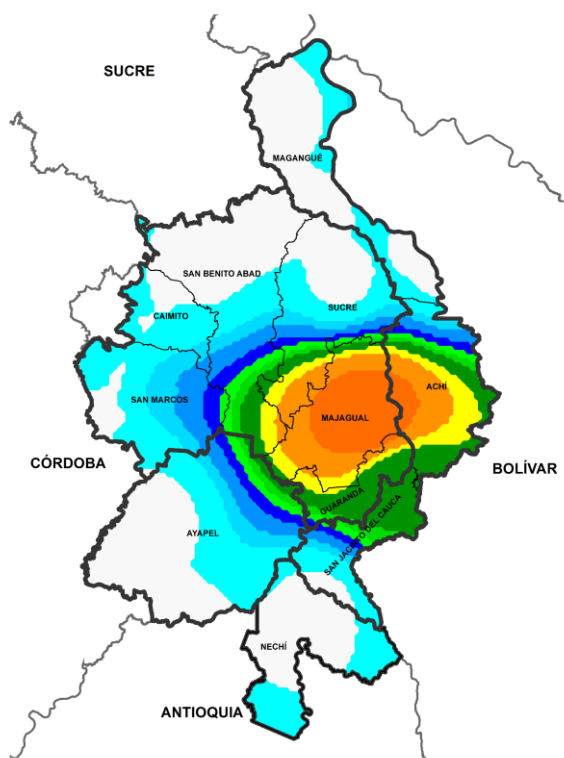 SUCRE
MAGANGUÉ
SAN BENITO ABAD
SUCRE
CAIMITO
ACHÍ
SAN MARCOS
MAJAGUAL
CÓRDOBA
BOLÍVAR
GUARANDA
SAN JACINTO DEL CAUCA
AYAPEL
NECHÍ
ANTIOQUIA